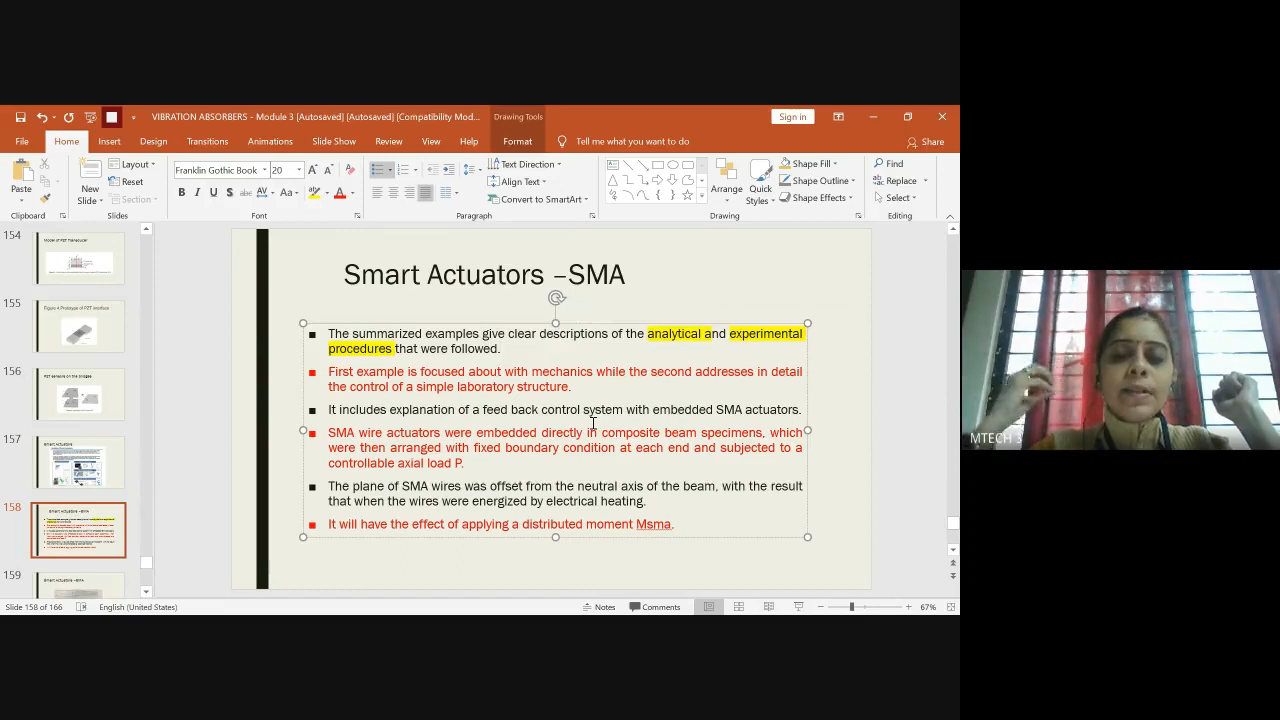 VIBRATION ABSORBERS - Module 3 [Autosaved] [Autosaved] [Compatibility Mod...
Drawing Tools
Sign in
File
Home
Insert
Design
Transitions
Animations
Slide Show
Review
View
Help
Format
Tell me what you want to do
Share
Paste
Clipboard
New Slide
Layout
Reset
Section
Slides
Franklin Gothic Book
20
Font
Text Direction
Align Text
Convert to SmartArt
Paragraph
Arrange
Quick Styles
Shape Fill
Shape Outline
Shape Effects
Drawing
Find
Replace
Select
Editing
154
155
156
157
158
159
Smart Actuators –SMA
The summarized examples give clear descriptions of the analytical and experimental
procedures that were followed.
First example is focused about with mechanics while the second addresses in detail
the control of a simple laboratory structure.
It includes explanation of a feed back control system with embedded SMA actuators.
SMA wire actuators were embedded directly in composite beam specimens, which
were then arranged with fixed boundary condition at each end and subjected to a
controllable axial load P.
The plane of SMA wires was offset from the neutral axis of the beam, with the result
that when the wires were energized by electrical heating.
It will have the effect of applying a distributed moment Msma.
MTECH 3
Slide 158 of 166
English (United States)
Notes
Comments
67%